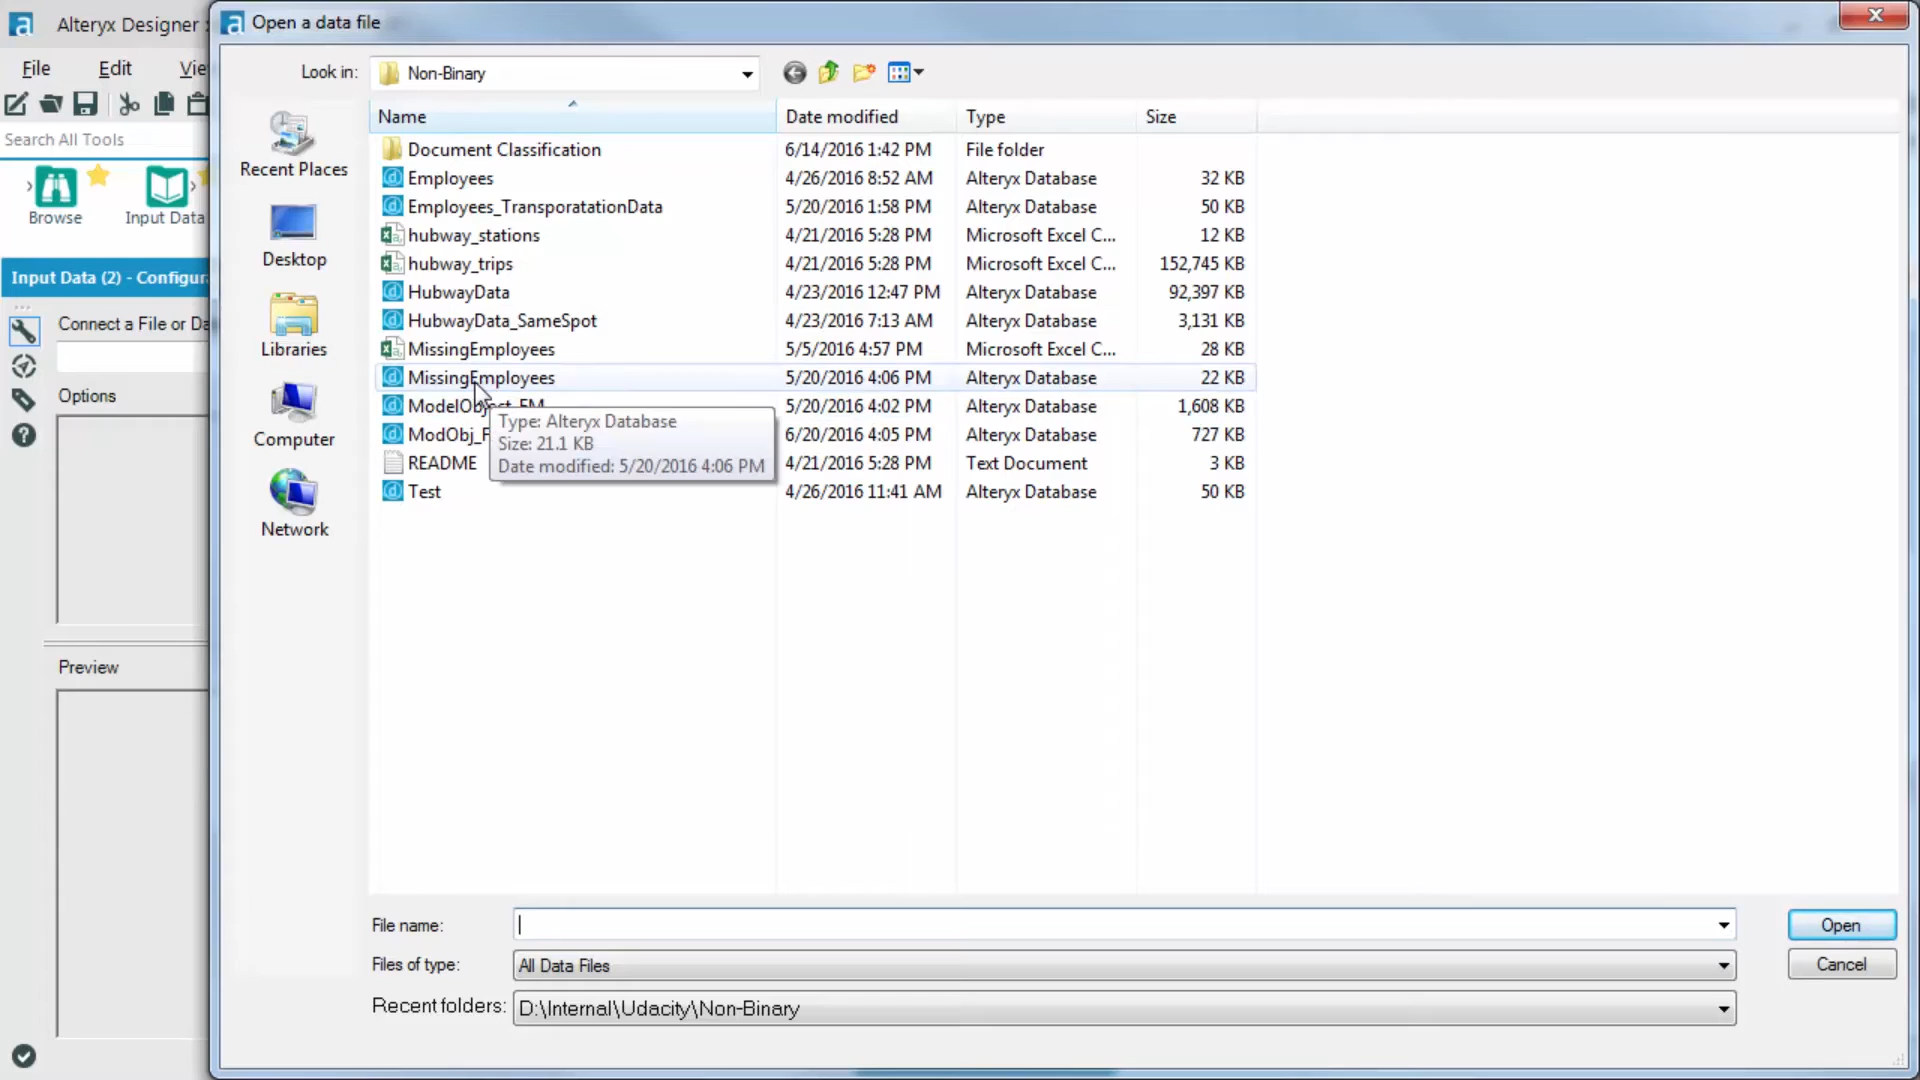 Alteryx Designer
Open a data file
File Edit
Look in: Non-Binary
Search All Tools
Browse Input Data
Name Date modified Type Size
Document Classification 6/14/2016 1:42 PM File folder
Employees 4/26/2016 8:52 AM Alteryx Database 32 KB
Employees_TransporatationData 5/20/2016 1:58 PM Alteryx Database 50 KB
hubway_stations 4/21/2016 5:28 PM Microsoft Excel C... 12 KB
hubway_trips 4/21/2016 5:28 PM Microsoft Excel C... 152,745 KB
HubwayData 4/23/2016 12:47 PM Alteryx Database 92,397 KB
HubwayData_SameSpot 4/23/2016 7:13 AM Alteryx Database 3,131 KB
MissingEmployees 5/5/2016 4:57 PM Microsoft Excel C... 28 KB
MissingEmployees 5/20/2016 4:06 PM Alteryx Database 22 KB
5/20/2016 4:02 PM Alteryx Database 1,608 KB
6/20/2016 4:05 PM Alteryx Database 727 KB
README 4/21/2016 5:28 PM Text Document 3 KB
Test 4/26/2016 11:41 AM Alteryx Database 50 KB
Type: Alteryx Database
Size: 21.1 KB
Date modified: 5/20/2016 4:06 PM
Recent Places
Desktop
Libraries
Computer
Network
Input Data (2) -
Connect a File or
Options
Preview
File name:
Open
Files of type: All Data Files
Cancel
Recent folders: D:\Internal\Udacity\Non-Binary